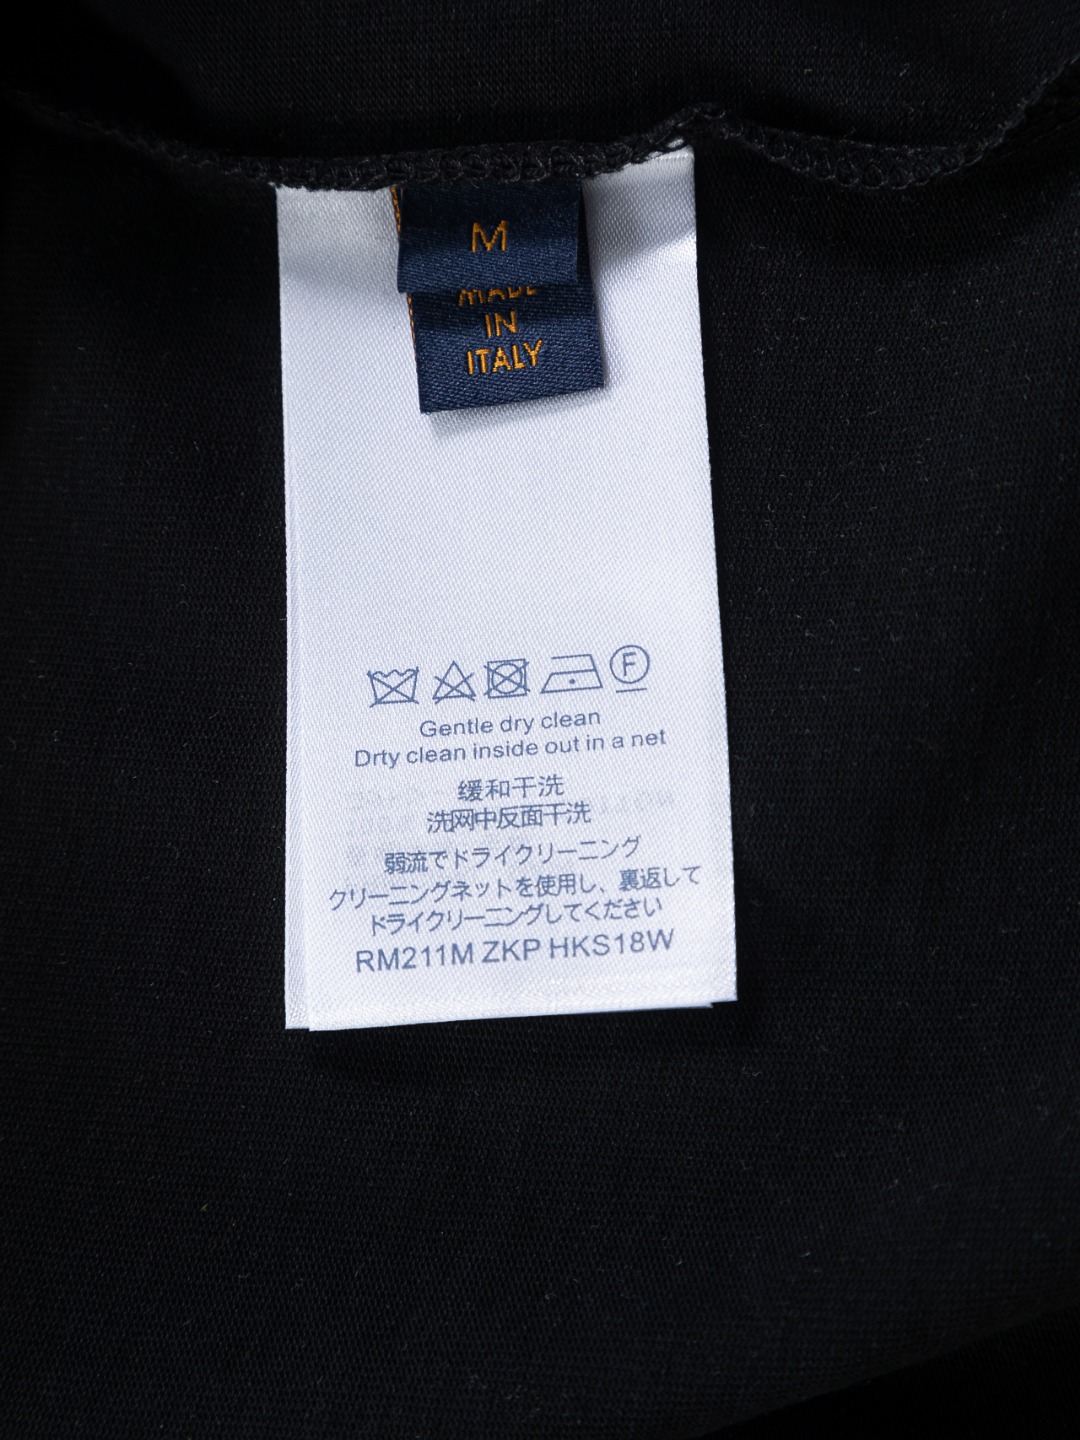 M
MADE
IN
ITALY
F
Gentle dry clean
Drty clean inside out in a net
缓和干洗
洗网中反面干洗
弱流でドライクリーニング
クリーニングネットを使用し、裏返して
ドライクリーニングしてください
RM211M ZKP HKS18W